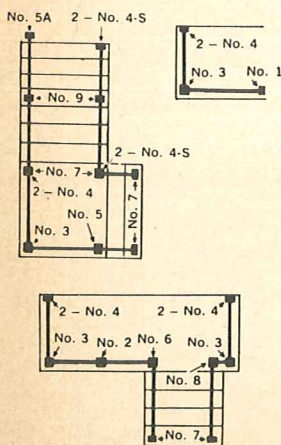 No. 5A 2 – No. 4-S
No. 9
2 – No. 4-S
No. 7
2 – No. 4
No. 7
No. 5
No. 3
2 – No. 4
No. 3 No. 1
2 – No. 4 2 – No. 4
No. 3 No. 2 No. 6 No. 3
No. 8
No. 7